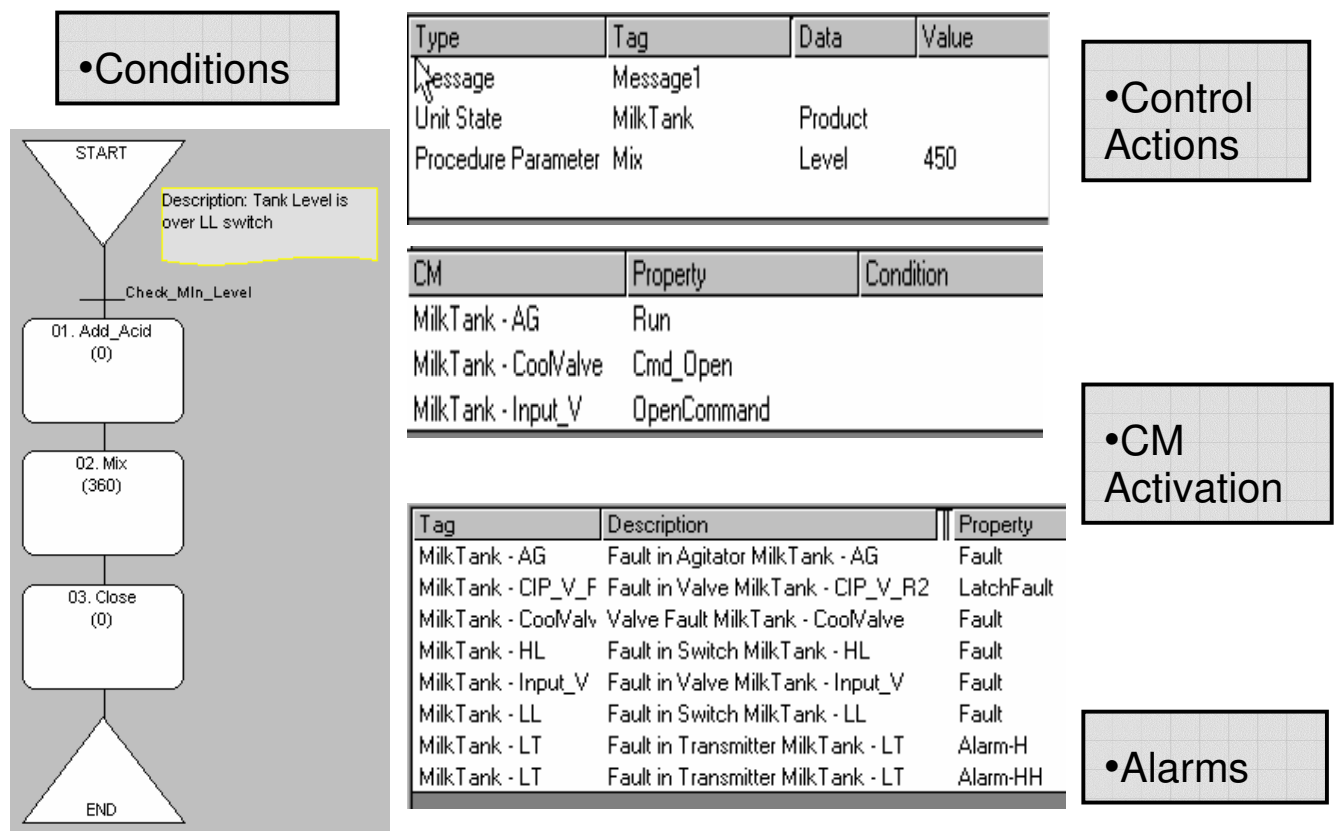 •Conditions
START
Description: Tank Level is
over LL switch
Check_MIn_Level
01. Add_Acid
(0)
02. Mix
(360)
03. Close
(0)
END
Type Tag Data Value
Message Message1
Unit State MilkTank Product
Procedure Parameter Mix Level 450
CM Property Condition
MilkTank - AG Run
MilkTank - CoolValve Cmd_Open
MilkTank - Input_V OpenCommand
Tag Description Property
MilkTank - AG Fault in Agitator MilkTank - AG Fault
MilkTank - CIP_V_F Fault in Valve MilkTank - CIP_V_R2 LatchFault
MilkTank - CoolValv Valve Fault MilkTank - CoolValve Fault
MilkTank - HL Fault in Switch MilkTank - HL Fault
MilkTank - Input_V Fault in Valve MilkTank - Input_V Fault
MilkTank - LL Fault in Switch MilkTank - LL Fault
MilkTank - LT Fault in Transmitter MilkTank - LT Alarm-H
MilkTank - LT Fault in Transmitter MilkTank - LT Alarm-HH
•Control
Actions
•CM
Activation
•Alarms